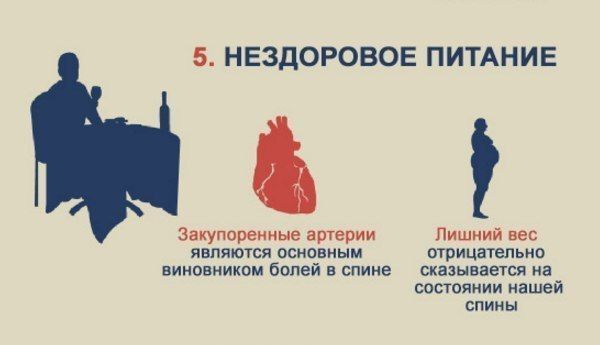 5. НЕЗДОРОВОЕ ПИТАНИЕ
Закупоренные артерии
являются основным
виновником болей в спине
Лишний вес
отрицательно
сказывается на
состоянии нашей
спины